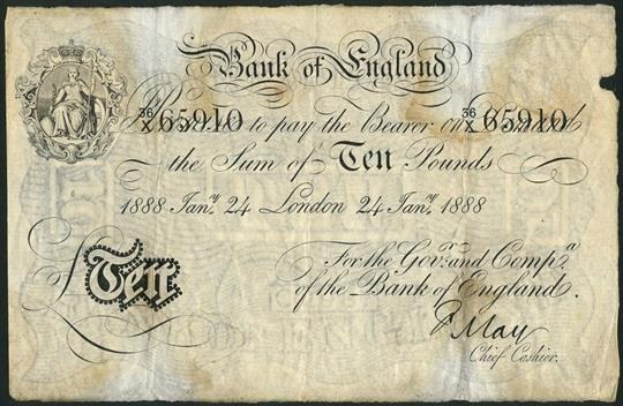 Bank of England
36/X 65910 to pay the Bearer on 36/X 65910
the Sum of Ten Pounds
1888 Jany. 24 London 24 Jany. 1888
For the Govr. and Compa.
of the Bank of England.
£Ten
F May
Chief Cashier.